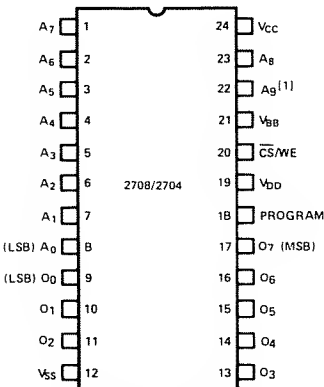 A7 1 24 VCC
A6 2 23 A8
A5 3 22 A9[1]
A4 4 21 VBB
A3 5 20 CS/WE
A2 6 2708/2704 19 VDD
A1 7 1B PROGRAM
(LSB) A0 B 17 O7 (MSB)
(LSB) O0 9 16 O6
O1 10 15 O5
O2 11 14 O4
VSS 12 13 O3